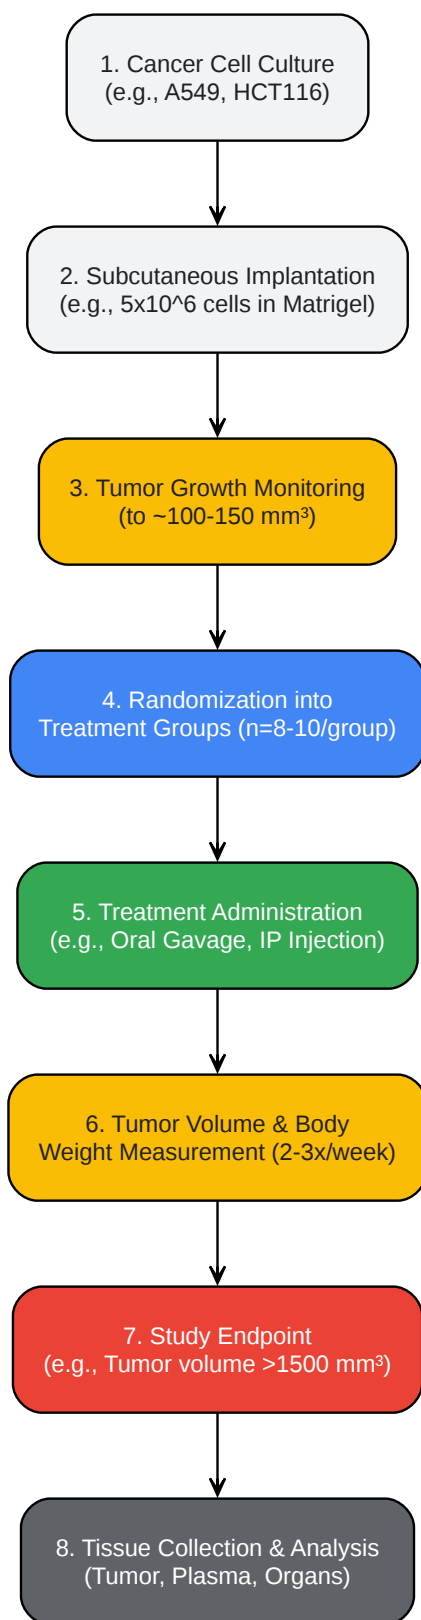 1. Cancer Cell Culture
(e.g., A549, HCT116)
2. Subcutaneous Implantation
(e.g., 5x10^6 cells in Matrigel)
3. Tumor Growth Monitoring
(to ~100-150 mm³)
4. Randomization into
Treatment Groups (n=8-10/group)
5. Treatment Administration
(e.g., Oral Gavage, IP Injection)
6. Tumor Volume & Body
Weight Measurement (2-3x/week)
7. Study Endpoint
(e.g., Tumor volume >1500 mm³)
8. Tissue Collection & Analysis
(Tumor, Plasma, Organs)